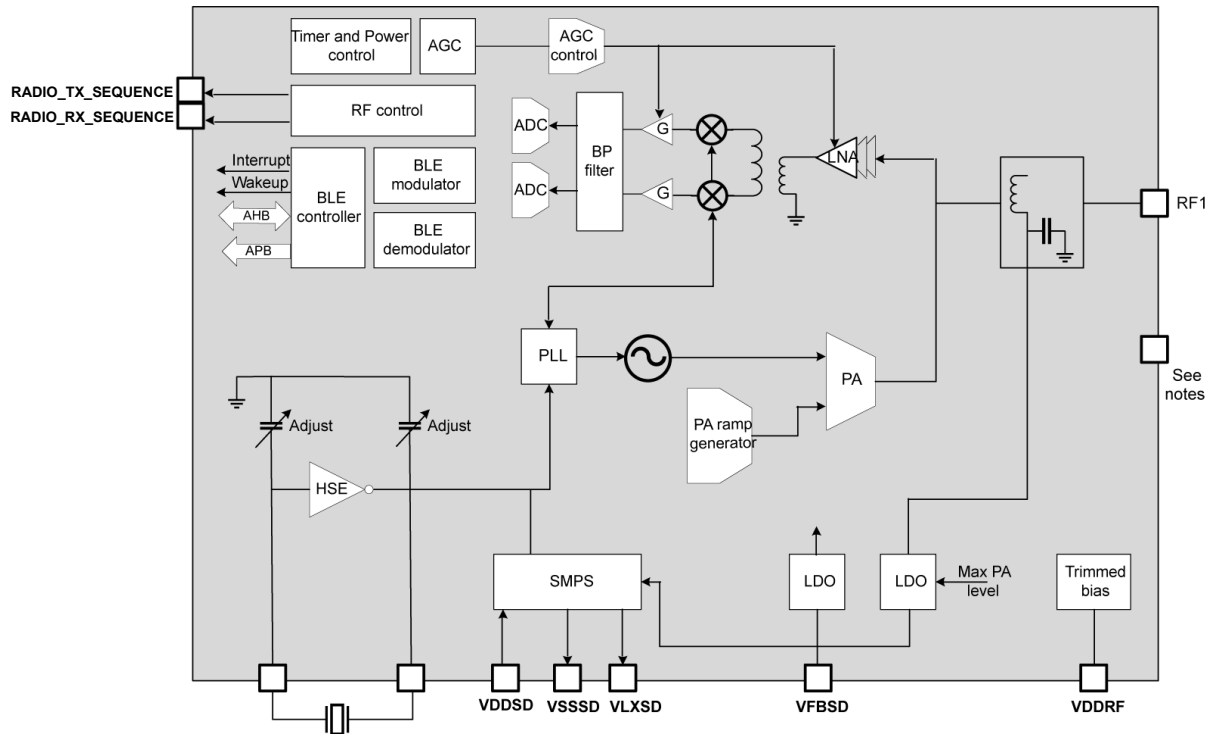 Timer and Power
control
AGC
AGC
control
RADIO_TX_SEQUENCE
RADIO_RX_SEQUENCE
RF control
ADC
ADC
BP
filter
G
G
LNA
Interrupt
Wakeup
AHB
APB
BLE
controller
BLE
modulator
BLE
demodulator
RF1
See
notes
PLL
PA
PA ramp
generator
Adjust
Adjust
HSE
SMPS
LDO
LDO
Max PA
level
Trimmed
bias
VDDSD
VSSSD
VLXSD
VFBSD
VDDRF